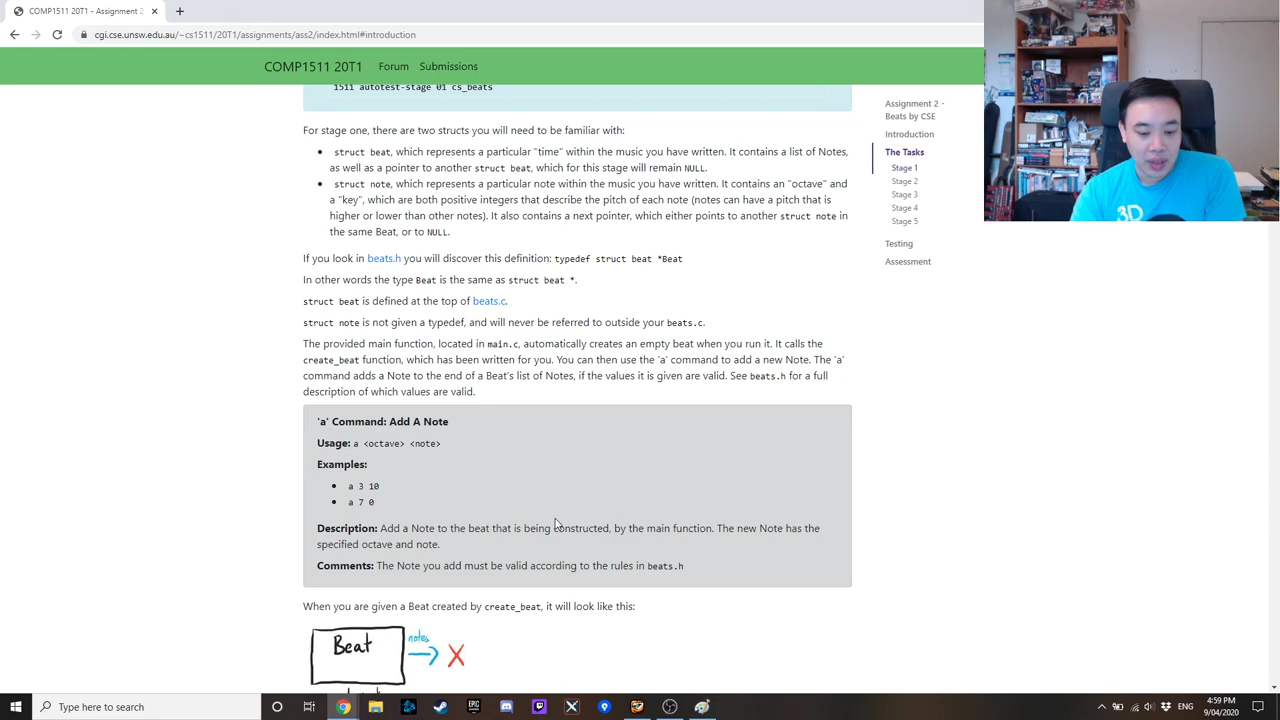 COMP1511 20T1 - Assignment 2
cgi.cse.unsw.edu.au/~cs1511/20T1/assignments/ass2/index.html#introduction
COMP1511 20T1 Forum Submissions
1511 autotest-stage 01 cs_beats
For stage one, there are two structs you will need to be familiar with:
struct beat, which represents a particular "time" within the music you have written. It contains a list of Notes,
as well as a pointer to another struct beat, which for this stage will remain NULL.
struct note, which represents a particular note within the music you have written. It contains an "octave" and
a "key", which are both positive integers that describe the pitch of each note (notes can have a pitch that is
higher or lower than other notes). It also contains a next pointer, which either points to another struct note in
the same Beat, or to NULL.
If you look in beats.h you will discover this definition: typedef struct beat *Beat
In other words the type Beat is the same as struct beat *.
struct beat is defined at the top of beats.c.
struct note is not given a typedef, and will never be referred to outside your beats.c.
The provided main function, located in main.c, automatically creates an empty beat when you run it. It calls the
create_beat function, which has been written for you. You can then use the 'a' command to add a new Note. The 'a'
command adds a Note to the end of a Beat's list of Notes, if the values it is given are valid. See beats.h for a full
description of which values are valid.
'a' Command: Add A Note
Usage: a <octave> <note>
Examples:
a 3 10
a 7 0
Description: Add a Note to the beat that is being constructed, by the main function. The new Note has the
specified octave and note.
Comments: The Note you add must be valid according to the rules in beats.h
When you are given a Beat created by create_beat, it will look like this:
Beat notes
Assignment 2 -
Beats by CSE
Introduction
The Tasks
Stage 1
Stage 2
Stage 3
Stage 4
Stage 5
Testing
Assessment
3D
Type here to search
4:59 PM
9/04/2020